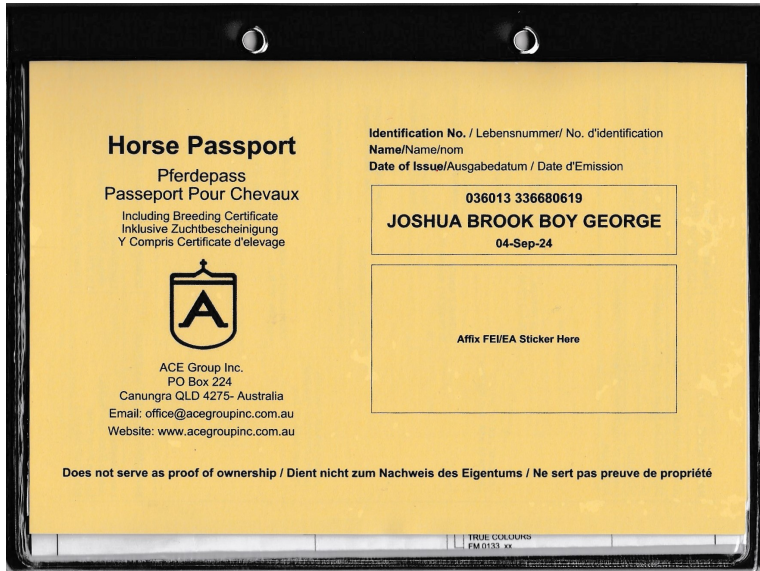 Horse Passport
Pferdepass
Passeport Pour Chevaux
Including Breeding Certificate
Inklusive Zuchtbescheinigung
Y Compris Certificate d'elevage
A
ACE Group Inc.
PO Box 224
Canungra QLD 4275- Australia
Email: office@acegroupinc.com.au
Website: www.acegroupinc.com.au
Identification No. / Lebensnummer/ No. d'identification
Name/Name/nom
Date of Issue/Ausgabedatum / Date d'Emission
036013 336680619
JOSHUA BROOK BOY GEORGE
04-Sep-24
Affix FEI/EA Sticker Here
Does not serve as proof of ownership / Dient nicht zum Nachweis des Eigentums / Ne sert pas preuve de propriété
TRUE COLOURS
FM 0133 xx